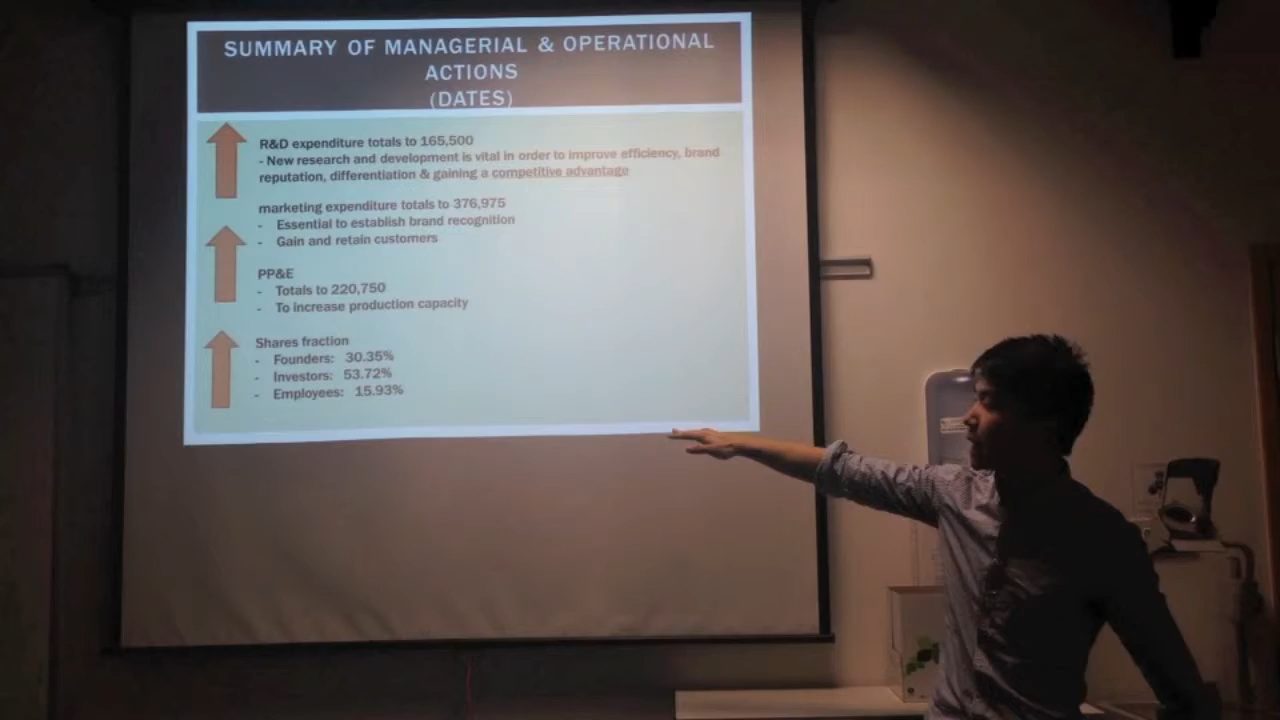 SUMMARY OF MANAGERIAL & OPERATIONAL
ACTIONS
(DATES)
R&D expenditure totals to 165,500
- New research and development is vital in order to improve efficiency, brand
reputation, differentiation & gaining a competitive advantage
marketing expenditure totals to 376,975
- Essential to establish brand recognition
- Gain and retain customers
PP&E
- Totals to 220,750
- To increase production capacity
Shares fraction
- Founders: 30.35%
- Investors: 53.72%
- Employees: 15.93%